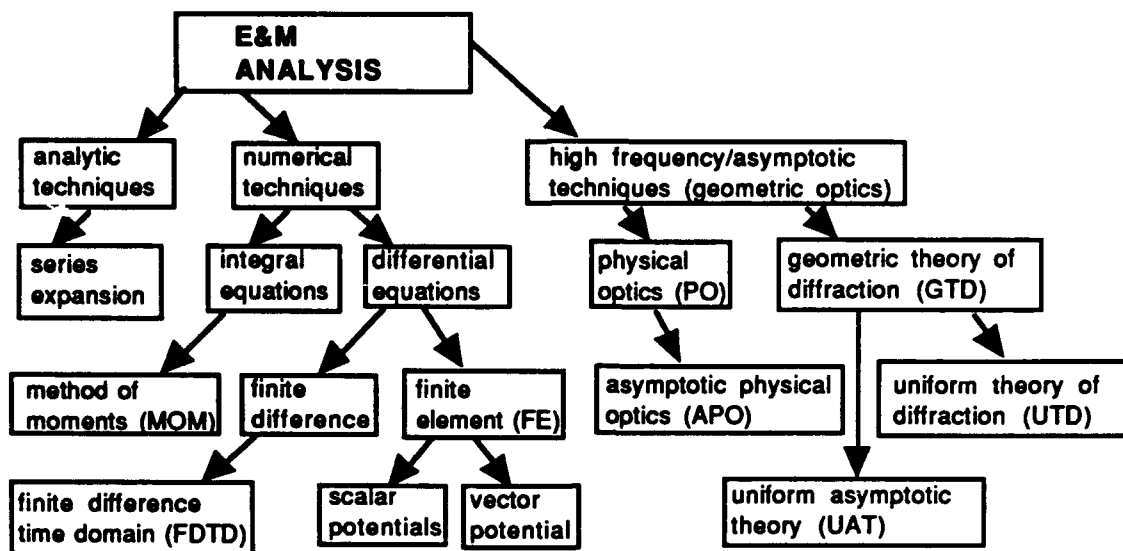 E&M
ANALYSIS
analytic
techniques
numerical
techniques
high frequency/asymptotic
techniques (geometric optics)
series
expansion
integral
equations
differential
equations
physical
optics (PO)
geometric theory of
diffraction (GTD)
method of
moments (MOM)
finite
difference
finite
element (FE)
asymptotic physical
optics (APO)
uniform theory of
diffraction (UTD)
finite difference
time domain (FDTD)
scalar
potentials
vector
potential
uniform asymptotic
theory (UAT)